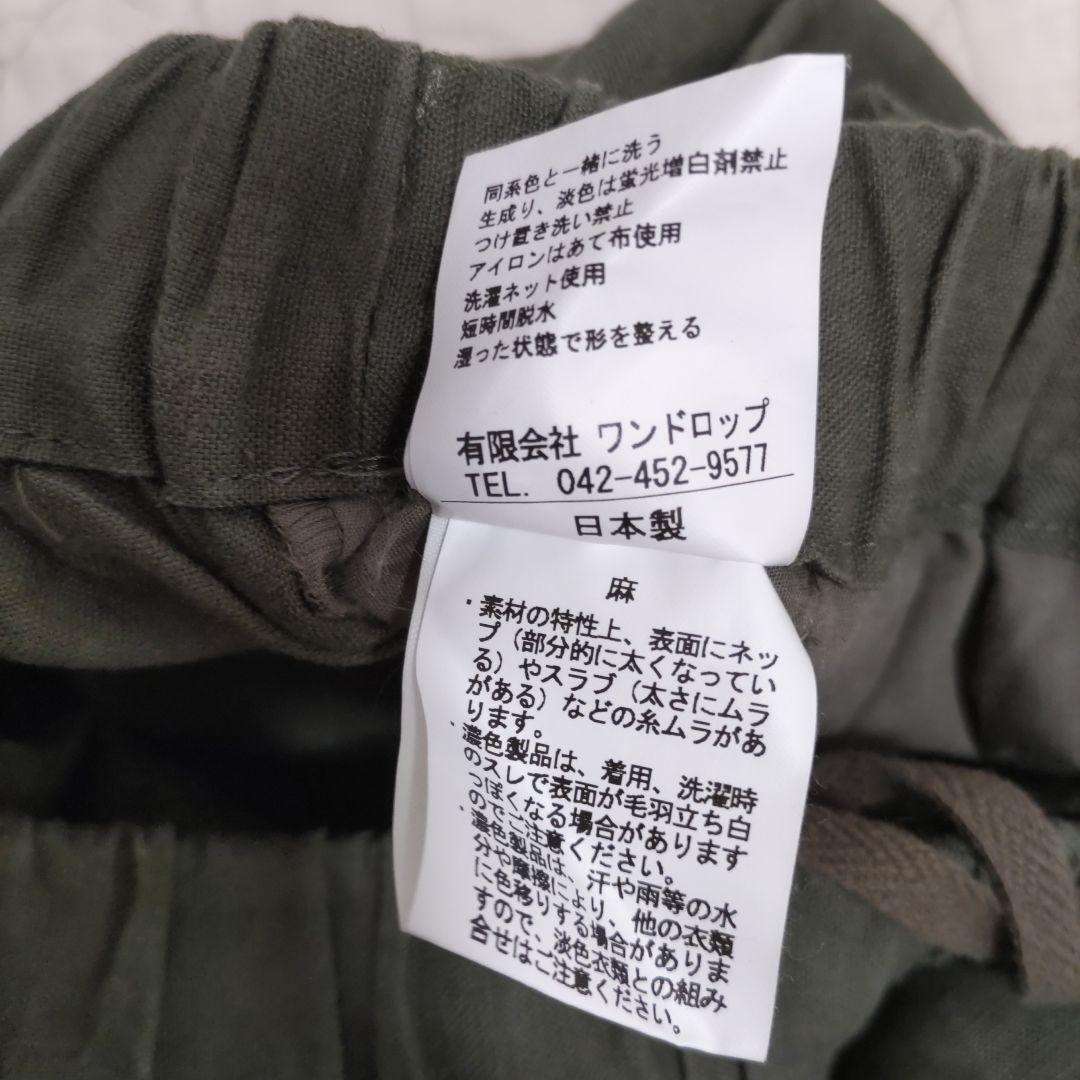 同系色と一緒に洗う
生成り、淡色は蛍光増白剤禁止
つけ置き洗い禁止
アイロンはあて布使用
洗濯ネット使用
短時間脱水
湿った状態で形を整える
有限会社 ワンドロップ
TEL. 042-452-9577
日本製
麻
・素材の特性上、表面にネッ
プ（部分的に太くなってい
る）やスラブ（太さにムラ
がある）などの糸ムラがあ
ります。
・濃色製品は、着用、洗濯時
のスレで表面が毛羽立ち白
っぽくなる場合があります
のでご注意ください。
・濃色製品は、汗や雨等の水
分や摩擦により、他の衣類
に色移りする場合がありま
すので、淡色衣類との組み
合せはご注意ください。